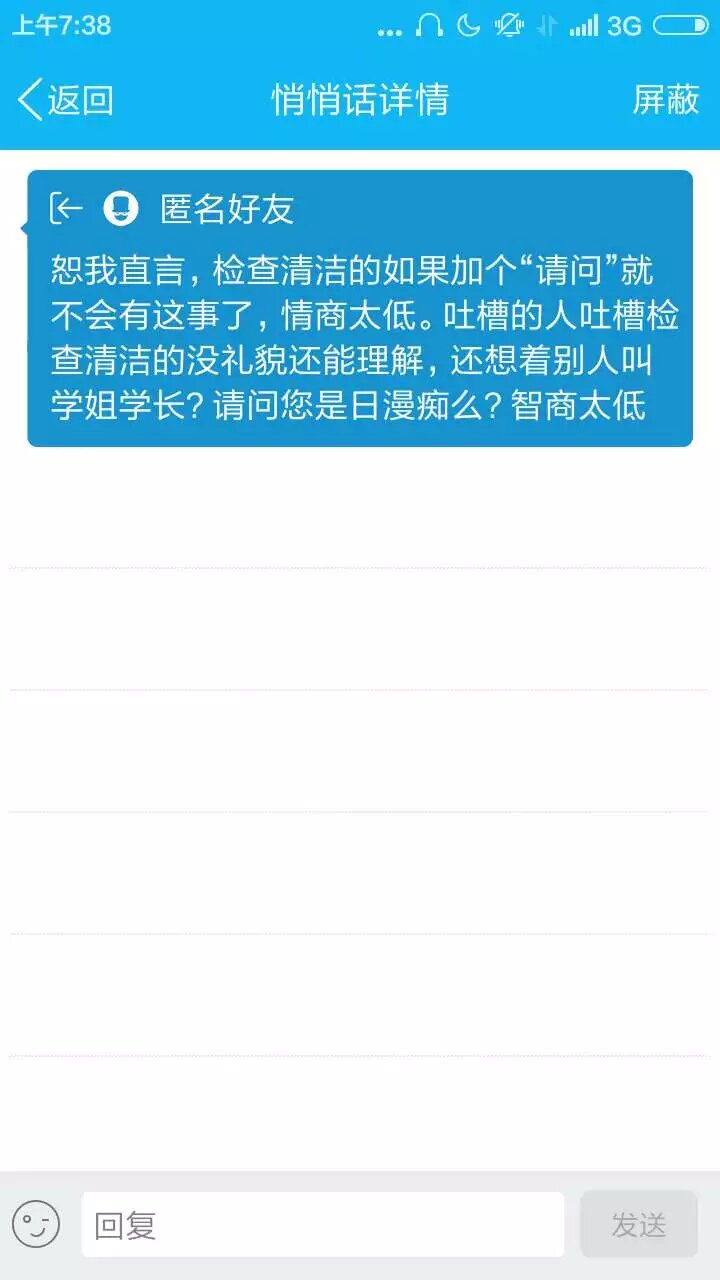 上午7:38
... 3G
返回
悄悄话详情
屏蔽
匿名好友
恕我直言，检查清洁的如果加个“请问”就
不会有这事了，情商太低。吐槽的人吐槽检
查清洁的没礼貌还能理解，还想着别人叫
学姐学长？请问您是日漫痴么？智商太低
回复
发送